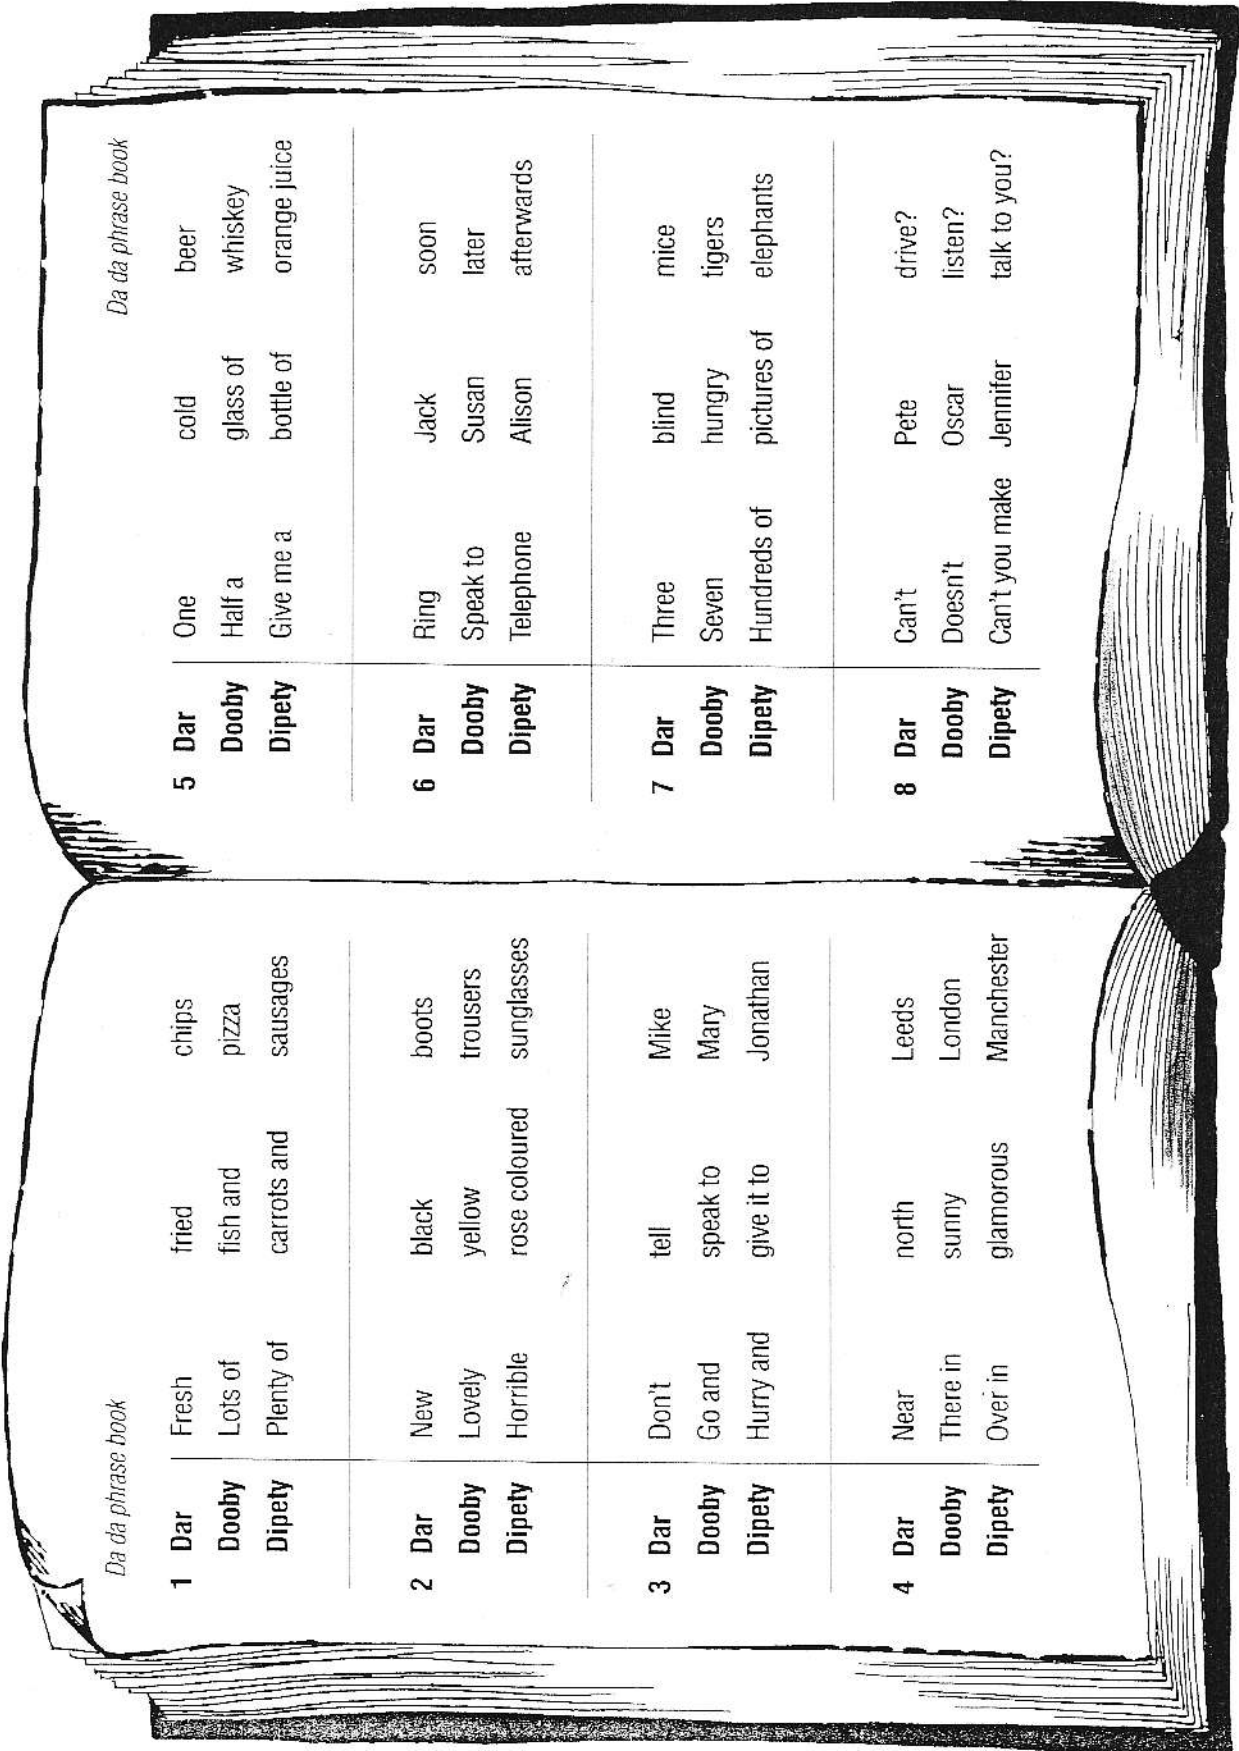 Da da phrase book
1 Dar Fresh fried chips
Dooby Lots of fish and pizza
Dipety Plenty of carrots and sausages
2 Dar New black boots
Dooby Lovely yellow trousers
Dipety Horrible rose coloured sunglasses
3 Dar Don't tell Mike
Dooby Go and speak to Mary
Dipety Hurry and give it to Jonathan
4 Dar Near north Leeds
Dooby There in sunny London
Dipety Over in glamorous Manchester
Da da phrase book
5 Dar One cold beer
Dooby Half a glass of whiskey
Dipety Give me a bottle of orange juice
6 Dar Ring Jack soon
Dooby Speak to Susan later
Dipety Telephone Alison afterwards
7 Dar Three blind mice
Dooby Seven hungry tigers
Dipety Hundreds of pictures of elephants
8 Dar Can't Pete drive?
Dooby Doesn't Oscar listen?
Dipety Can't you make Jennifer talk to you?